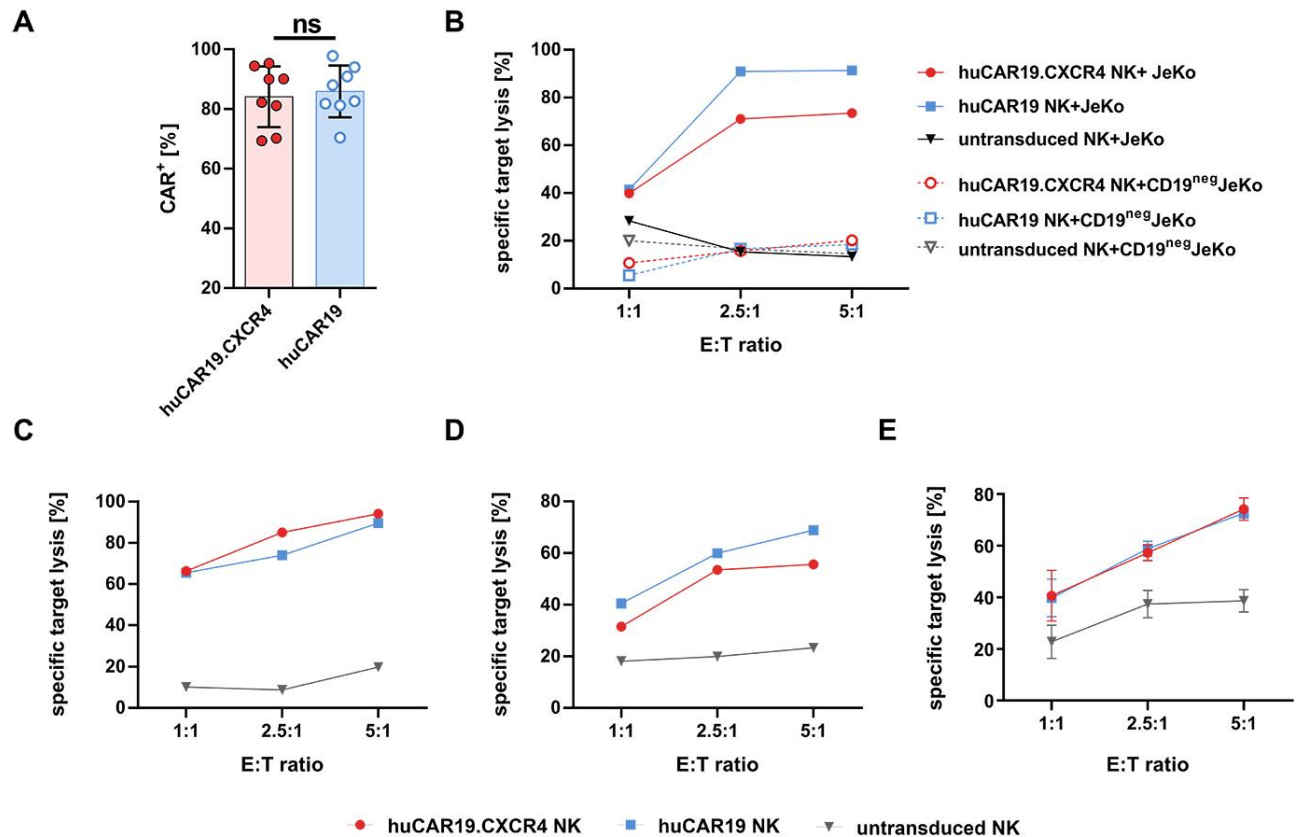 A
ns
CAR+ [%]
100
80
60
40
20
huCAR19.CXCR4
huCAR19
B
specific target lysis [%]
100
80
60
40
20
0
1:1
2.5:1
5:1
E:T ratio
huCAR19.CXCR4 NK+ JeKo
huCAR19 NK+JeKo
untransduced NK+JeKo
huCAR19.CXCR4 NK+CD19negJeKo
huCAR19 NK+CD19negJeKo
untransduced NK+CD19negJeKo
C
specific target lysis [%]
100
80
60
40
20
0
1:1
2.5:1
5:1
E:T ratio
D
specific target lysis [%]
80
60
40
20
0
1:1
2.5:1
5:1
E:T ratio
E
specific target lysis [%]
80
60
40
20
0
1:1
2.5:1
5:1
E:T ratio
huCAR19.CXCR4 NK
huCAR19 NK
untransduced NK